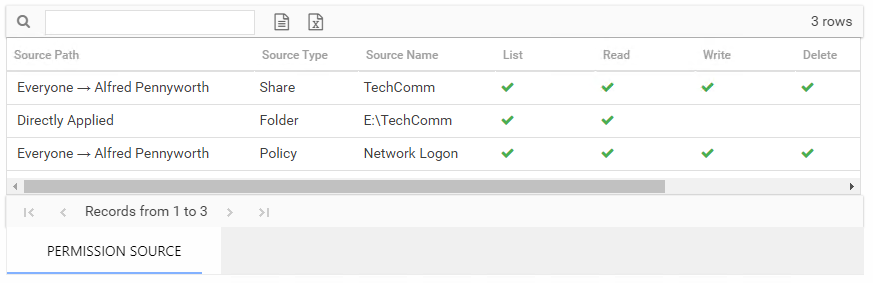 3 rows
Source Path Source Type Source Name List Read Write Delete
Everyone → Alfred Pennyworth Share TechComm
Directly Applied Folder E:\TechComm
Everyone → Alfred Pennyworth Policy Network Logon
Records from 1 to 3
PERMISSION SOURCE